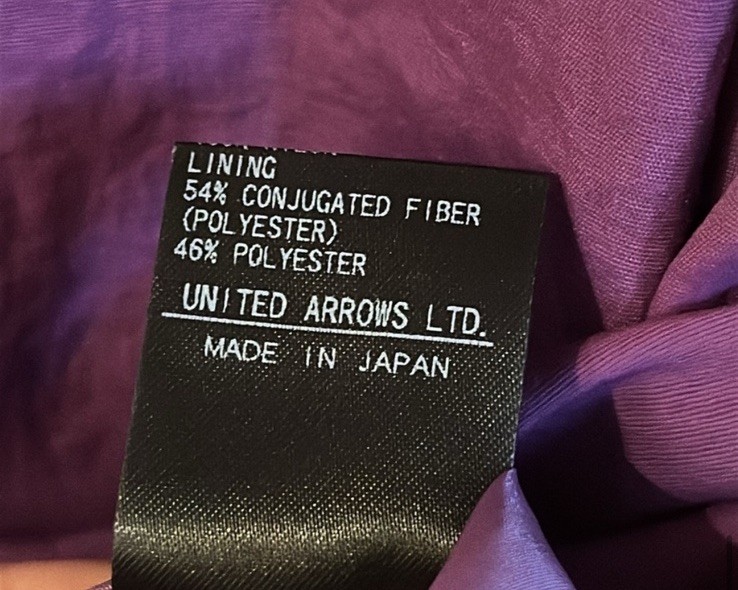 LINING
54% CONJUGATED FIBER
(POLYESTER)
46% POLYESTER
UNITED ARROWS LTD.
MADE IN JAPAN